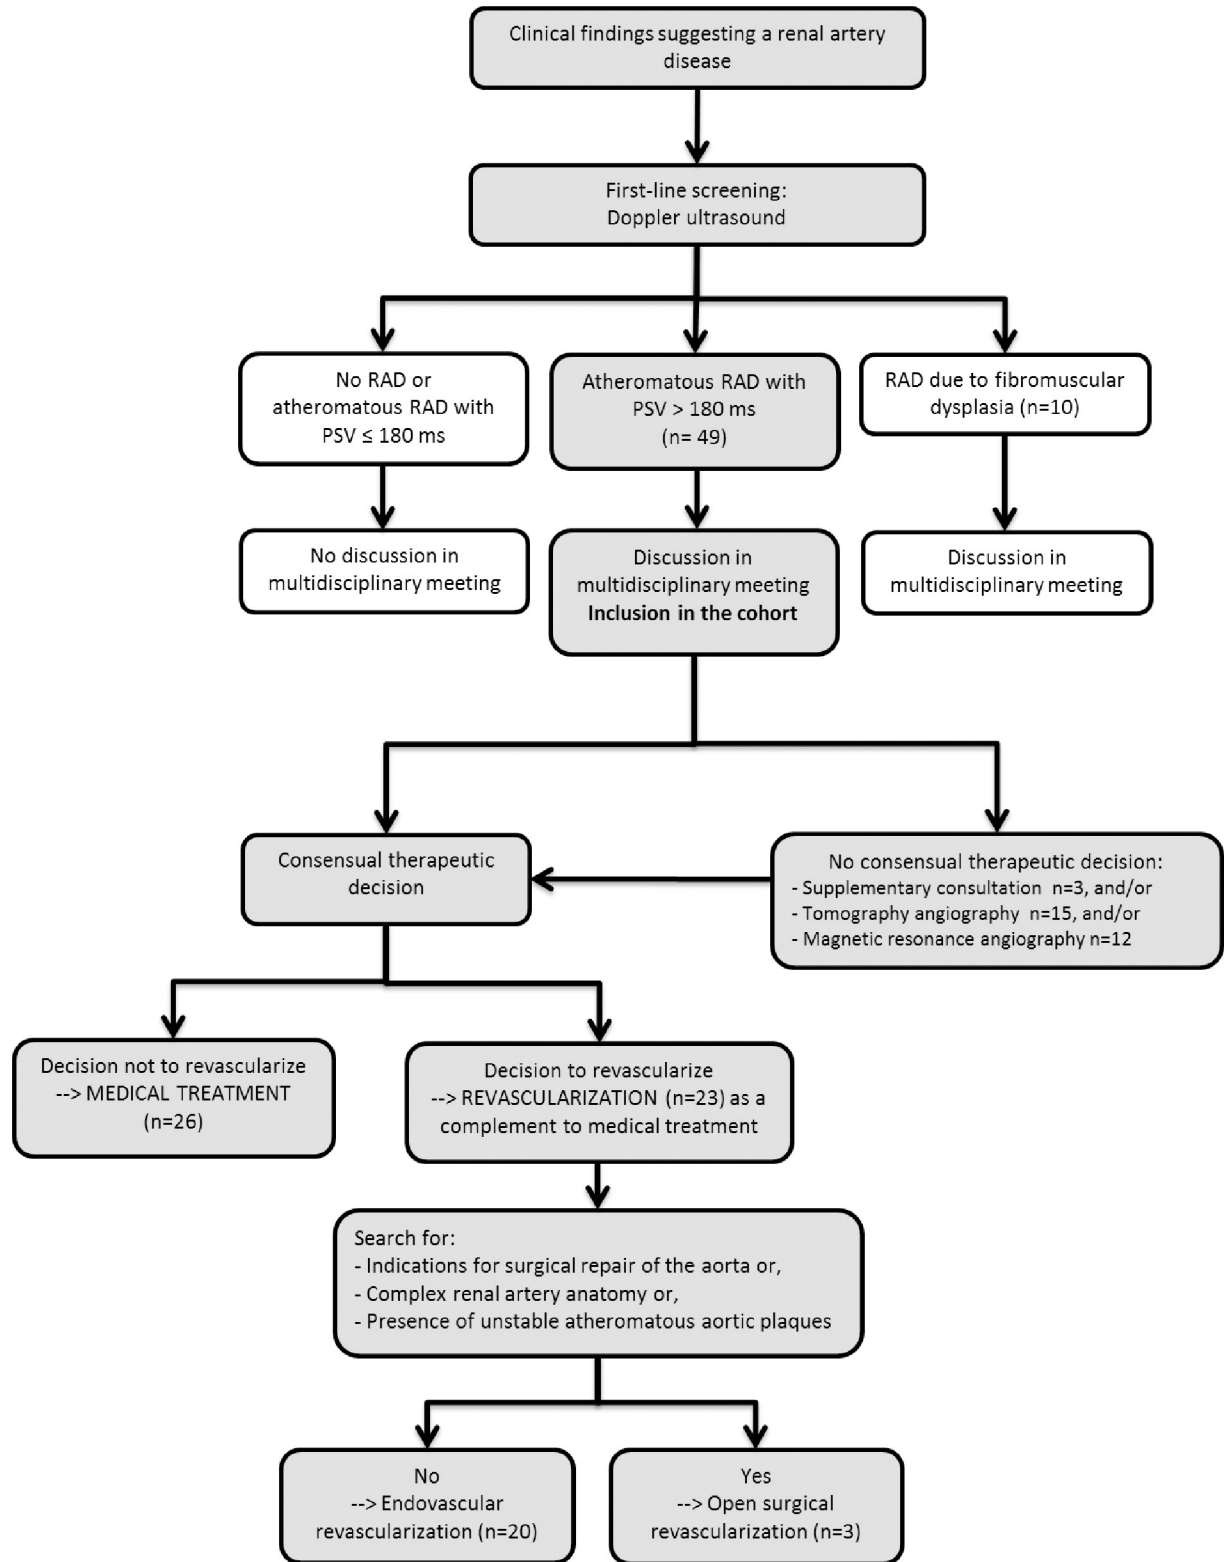 Clinical findings suggesting a renal artery
disease
First-line screening:
Doppler ultrasound
No RAD or
atheromatous RAD with
PSV ≤ 180 ms
Atheromatous RAD with
PSV > 180 ms
(n= 49)
RAD due to fibromuscular
dysplasia (n=10)
No discussion in
multidisciplinary meeting
Discussion in
multidisciplinary meeting
Inclusion in the cohort
Discussion in
multidisciplinary meeting
Consensual therapeutic
decision
No consensual therapeutic decision:
- Supplementary consultation n=3, and/or
- Tomography angiography n=15, and/or
- Magnetic resonance angiography n=12
Decision not to revascularize
--> MEDICAL TREATMENT
(n=26)
Decision to revascularize
--> REVASCULARIZATION (n=23) as a
complement to medical treatment
Search for:
- Indications for surgical repair of the aorta or,
- Complex renal artery anatomy or,
- Presence of unstable atheromatous aortic plaques
No
--> Endovascular
revascularization (n=20)
Yes
--> Open surgical
revascularization (n=3)